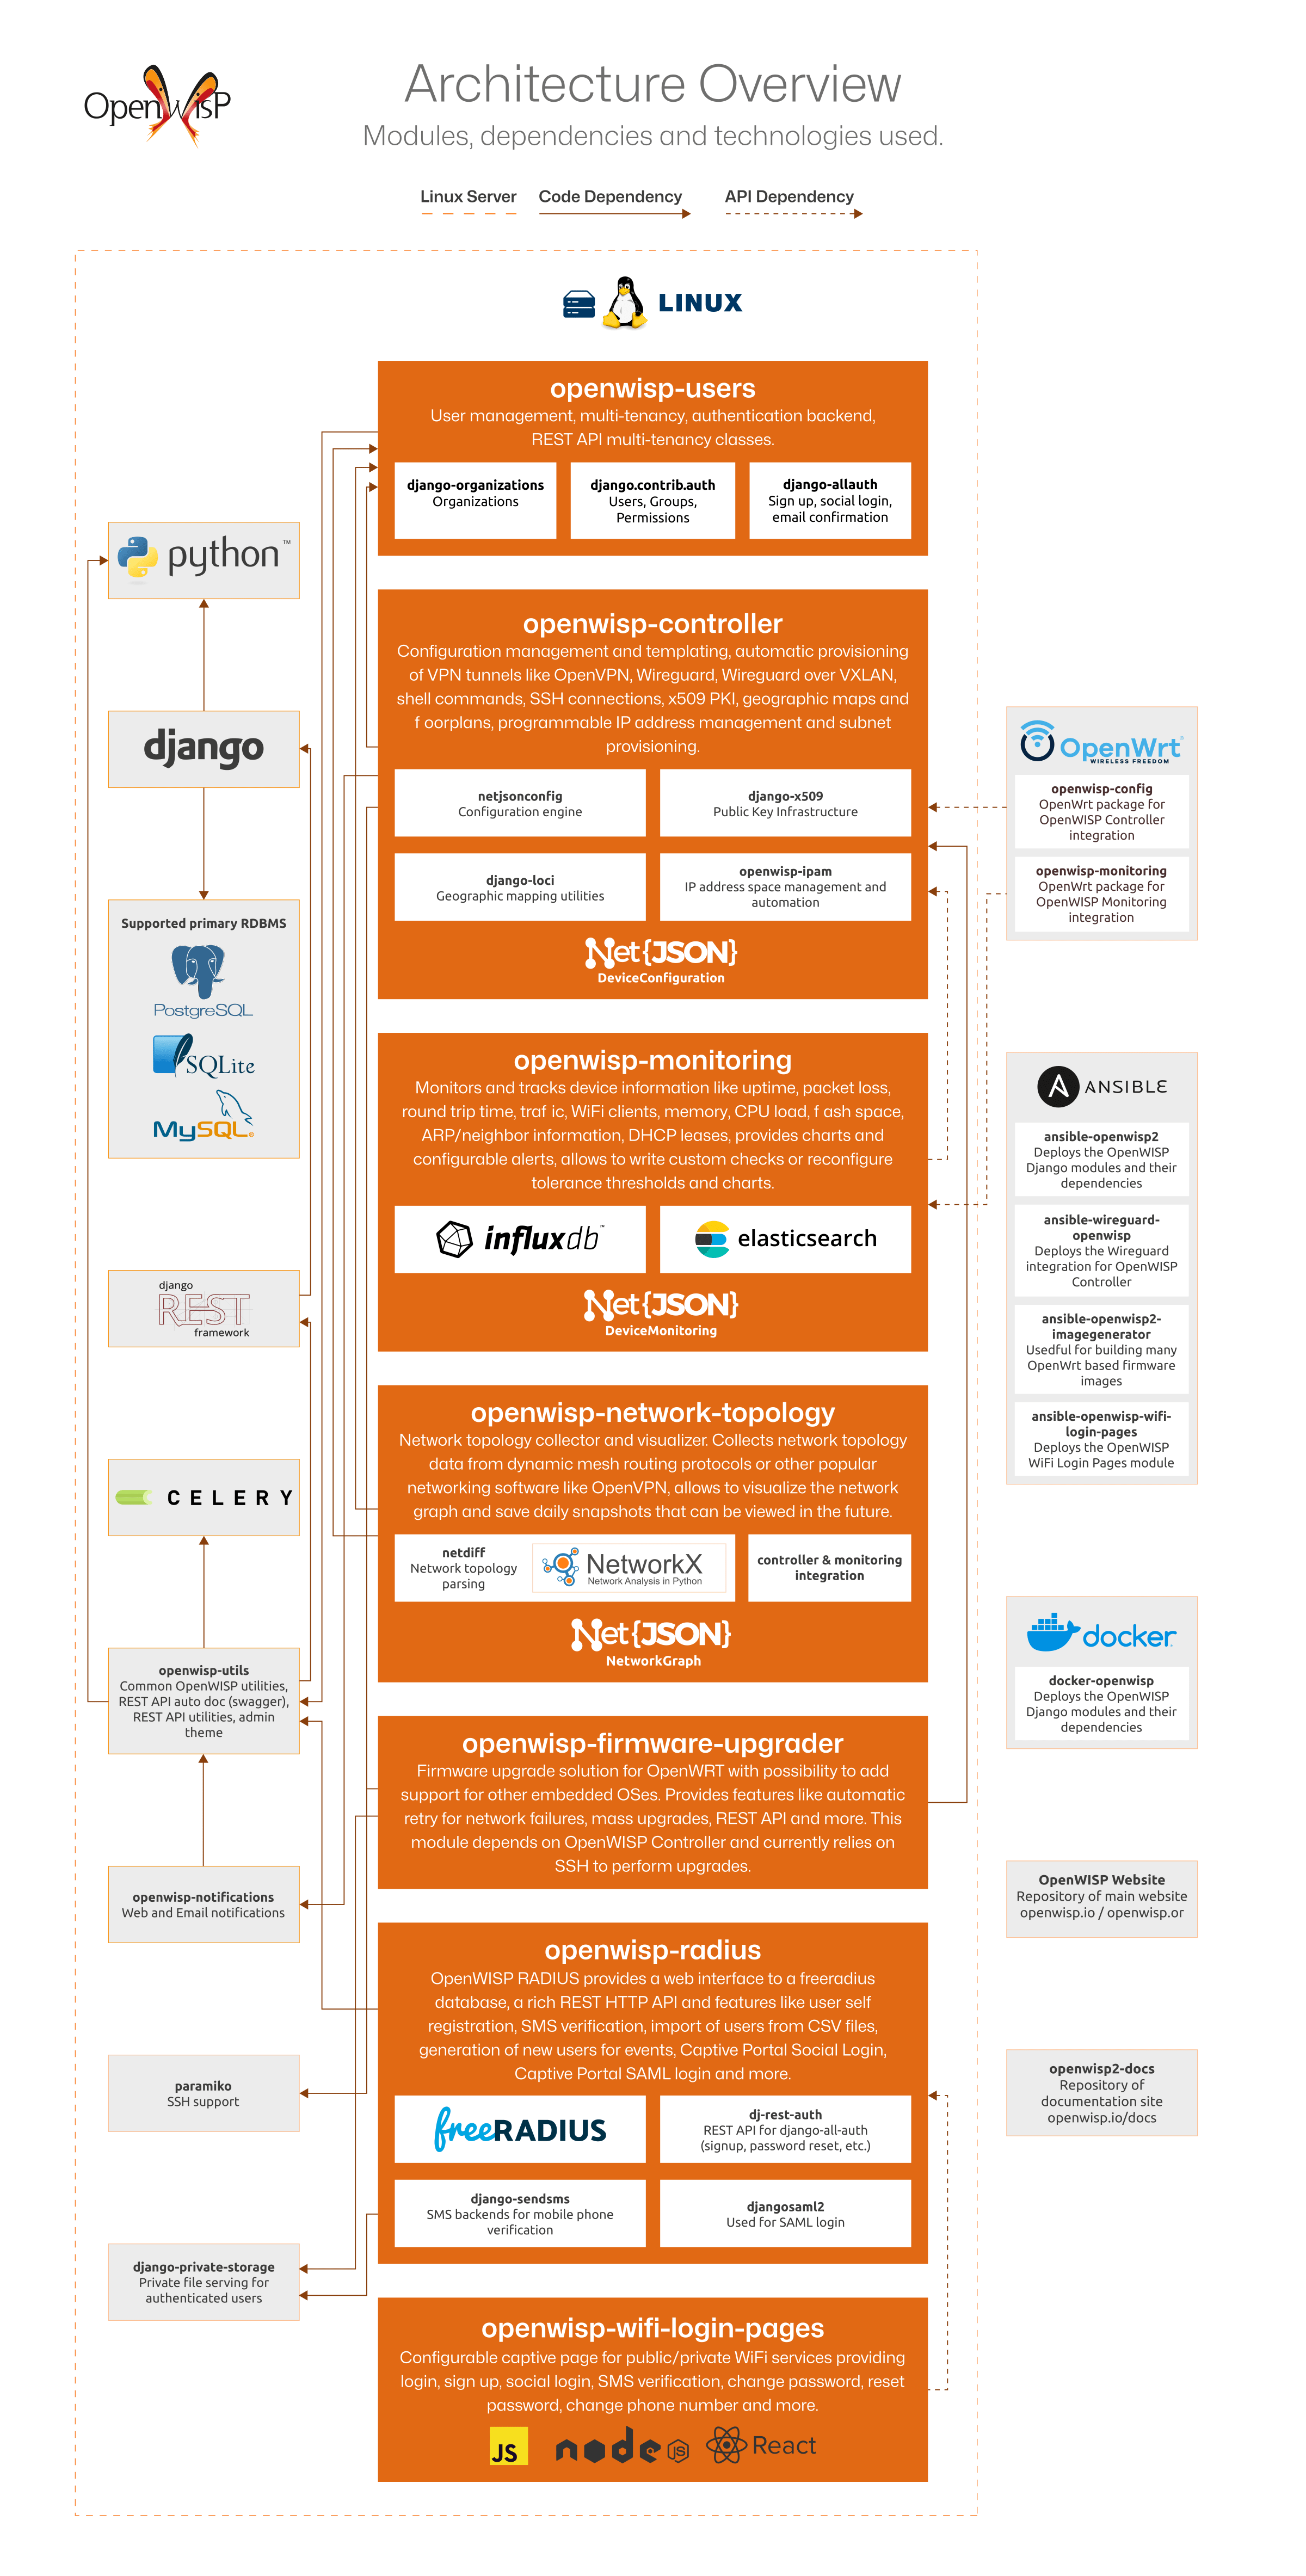 OpenWisP
Architecture Overview
Modules, dependencies and technologies used.
Linux Server
Code Dependency
API Dependency
LINUX
openwisp-users
User management, multi-tenancy, authentication backend,
REST API multi-tenancy classes.
django-organizations
Organizations
django.contrib.auth
Users, Groups,
Permissions
django-allauth
Sign up, social login,
email confirmation
python™
django
Supported primary RDBMS
PostgreSQL
SQLite
MySQL®
django
REST
framework
CELERY
openwisp-utils
Common OpenWISP utilities,
REST API auto doc (swagger),
REST API utilities, admin
theme
openwisp-notifications
Web and Email notifications
paramiko
SSH support
django-private-storage
Private file serving for
authenticated users
openwisp-controller
Configuration management and templating, automatic provisioning
of VPN tunnels like OpenVPN, Wireguard, Wireguard over VXLAN,
shell commands, SSH connections, x509 PKI, geographic maps and
f oorplans, programmable IP address management and subnet
provisioning.
netjsonconfig
Configuration engine
django-x509
Public Key Infrastructure
django-loci
Geographic mapping utilities
openwisp-ipam
IP address space management and
automation
Net{JSON}
DeviceConfiguration
openwisp-monitoring
Monitors and tracks device information like uptime, packet loss,
round trip time, traf ic, WiFi clients, memory, CPU load, f ash space,
ARP/neighbor information, DHCP leases, provides charts and
configurable alerts, allows to write custom checks or reconfigure
tolerance thresholds and charts.
influxdb™
elasticsearch
Net{JSON}
DeviceMonitoring
openwisp-network-topology
Network topology collector and visualizer. Collects network topology
data from dynamic mesh routing protocols or other popular
networking software like OpenVPN, allows to visualize the network
graph and save daily snapshots that can be viewed in the future.
netdiff
Network topology
parsing
NetworkX
Network Analysis in Python
controller & monitoring
integration
Net{JSON}
NetworkGraph
openwisp-firmware-upgrader
Firmware upgrade solution for OpenWRT with possibility to add
support for other embedded OSes. Provides features like automatic
retry for network failures, mass upgrades, REST API and more. This
module depends on OpenWISP Controller and currently relies on
SSH to perform upgrades.
openwisp-radius
OpenWISP RADIUS provides a web interface to a freeradius
database, a rich REST HTTP API and features like user self
registration, SMS verification, import of users from CSV files,
generation of new users for events, Captive Portal Social Login,
Captive Portal SAML login and more.
freeRADIUS
dj-rest-auth
REST API for django-all-auth
(signup, password reset, etc.)
django-sendsms
SMS backends for mobile phone
verification
djangosaml2
Used for SAML login
openwisp-wifi-login-pages
Configurable captive page for public/private WiFi services providing
login, sign up, social login, SMS verification, change password, reset
password, change phone number and more.
JS
node JS
React
OpenWrt®
WIRELESS FREEDOM
openwisp-config
OpenWrt package for
OpenWISP Controller
integration
openwisp-monitoring
OpenWrt package for
OpenWISP Monitoring
integration
A
ANSIBLE
ansible-openwisp2
Deploys the OpenWISP
Django modules and their
dependencies
ansible-wireguard-
openwisp
Deploys the Wireguard
integration for OpenWISP
Controller
ansible-openwisp2-
imagegenerator
Usedful for building many
OpenWrt based firmware
images
ansible-openwisp-wifi-
login-pages
Deploys the OpenWISP
WiFi Login Pages module
docker
docker-openwisp
Deploys the OpenWISP
Django modules and their
dependencies
OpenWISP Website
Repository of main website
openwisp.io / openwisp.or
openwisp2-docs
Repository of
documentation site
openwisp.io/docs